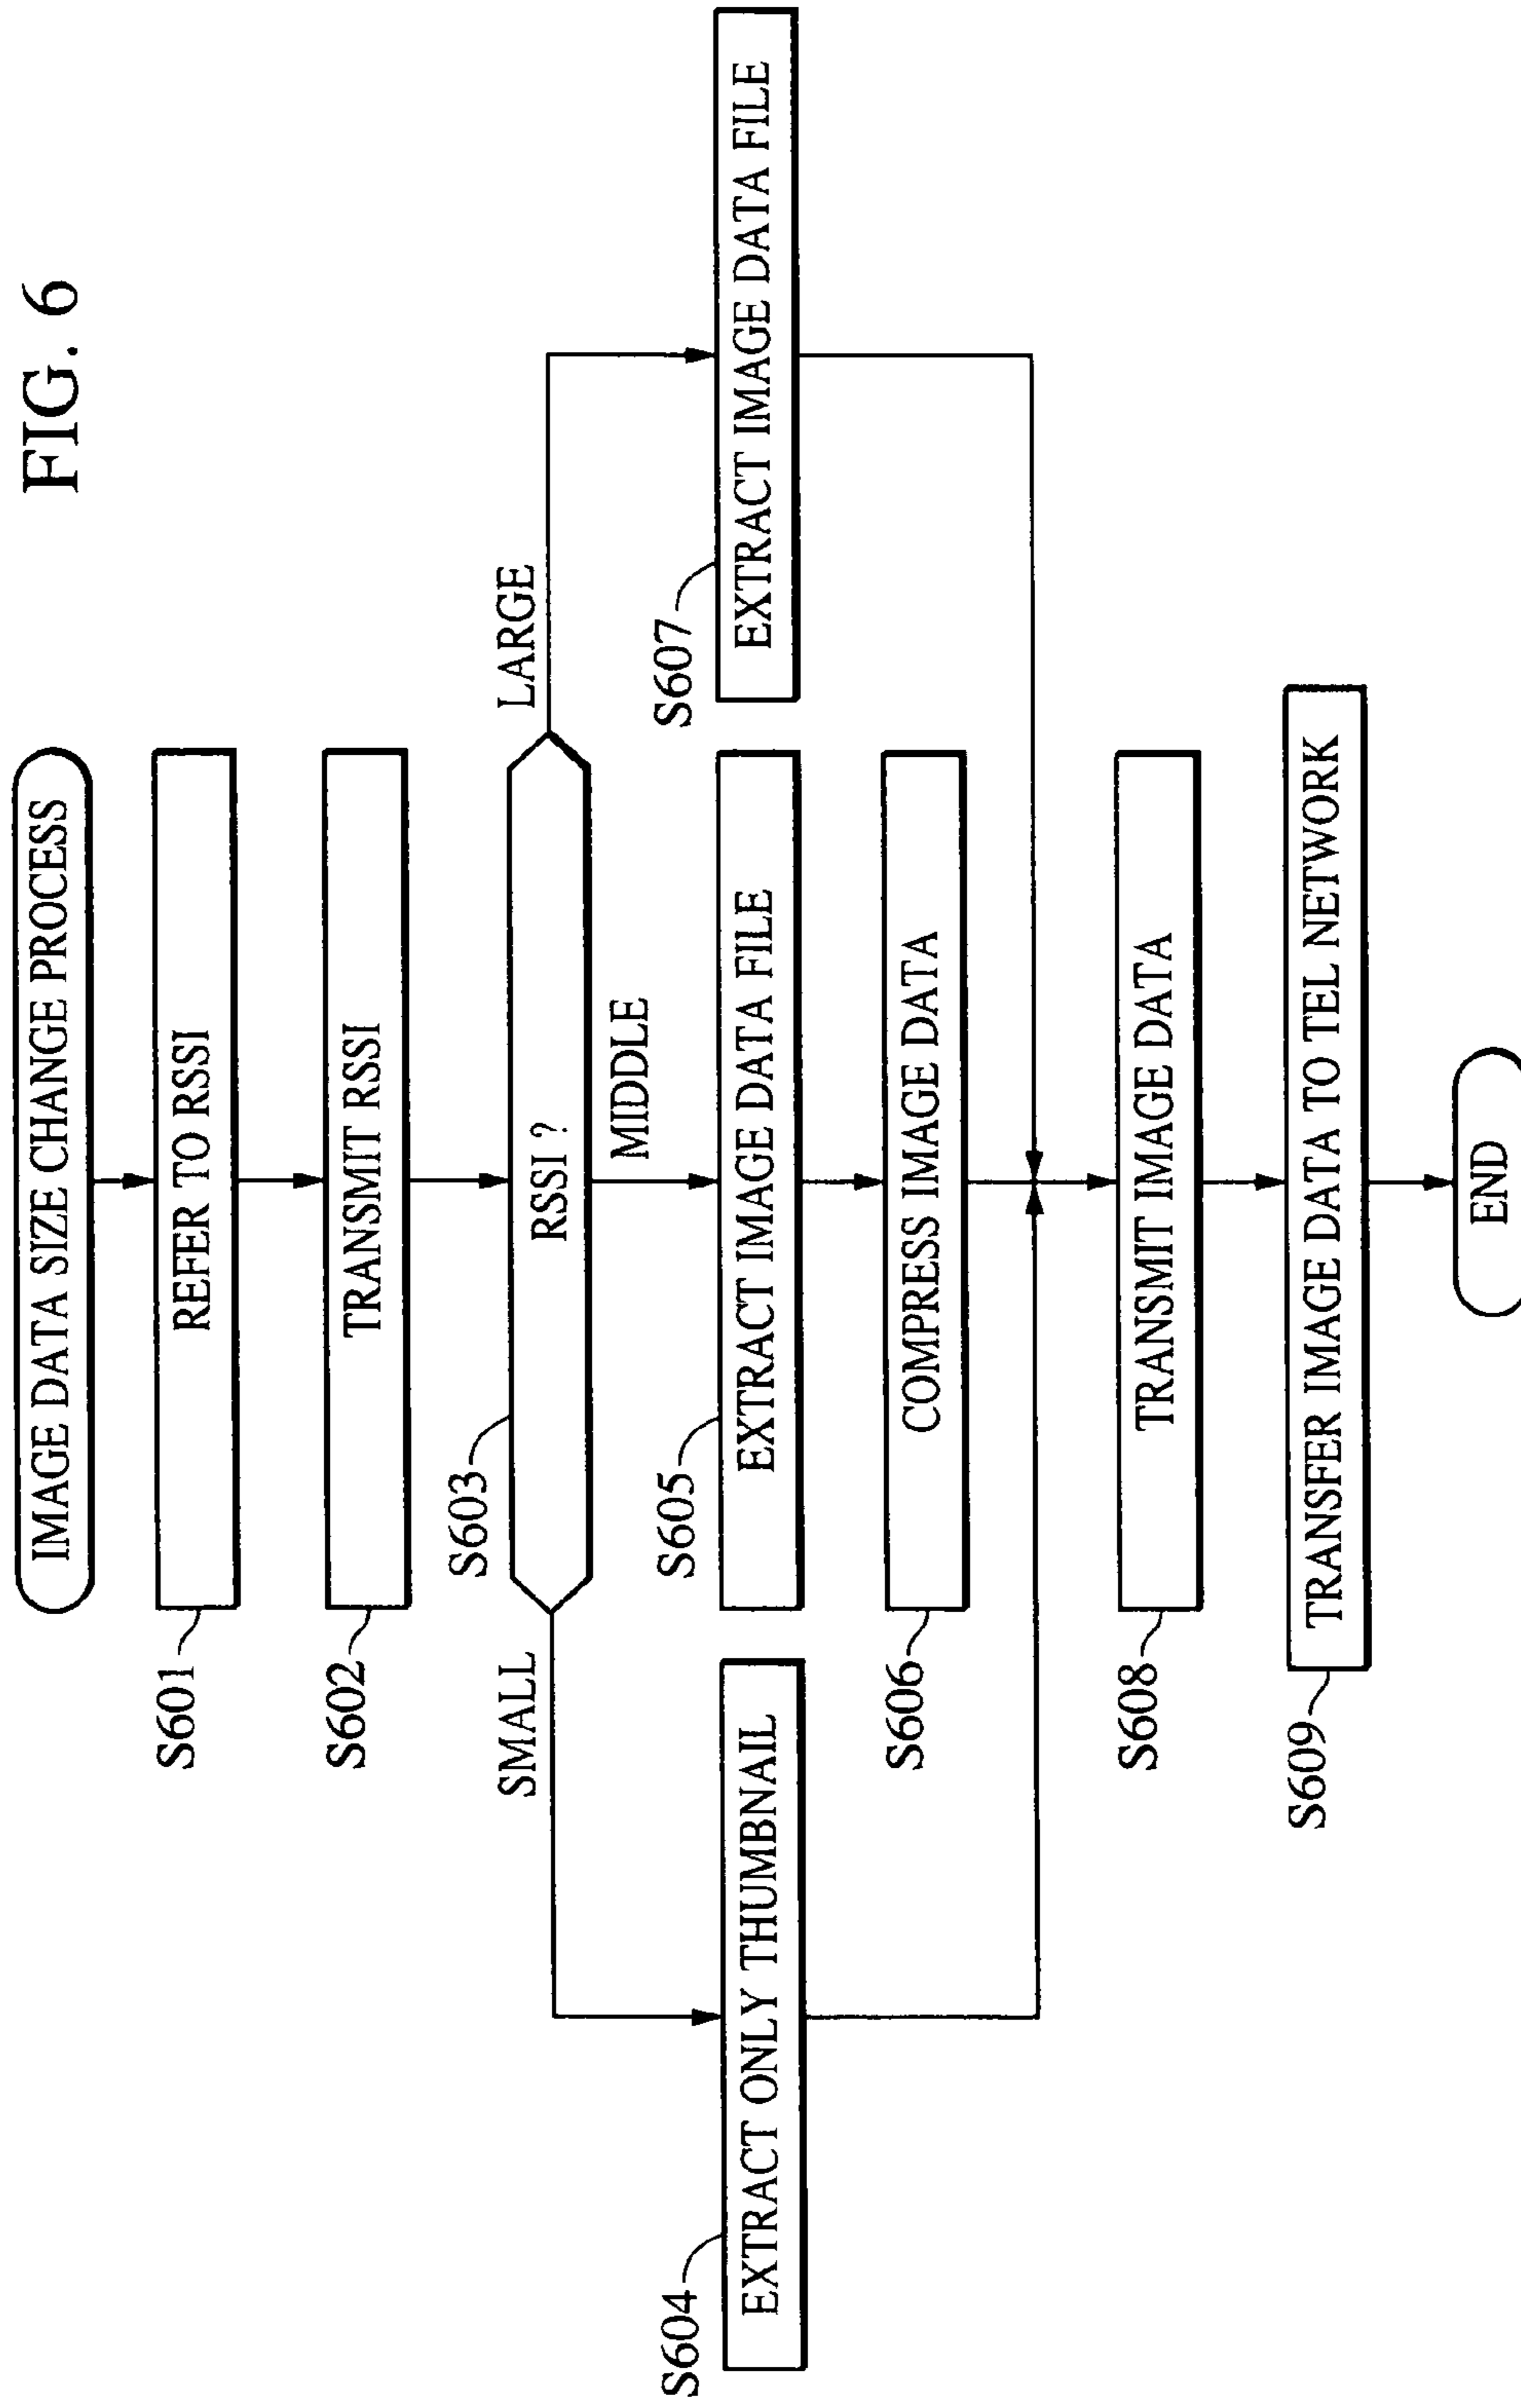 FIG. 6
IMAGE DATA SIZE CHANGE PROCESS
S601
REFER TO RSSI
S602
TRANSMIT RSSI
S603
RSSI ?
SMALL
MIDDLE
LARGE
S604
EXTRACT ONLY THUMBNAIL
S605
EXTRACT IMAGE DATA FILE
S607
EXTRACT IMAGE DATA FILE
S606
COMPRESS IMAGE DATA
S608
TRANSMIT IMAGE DATA
S609
TRANSFER IMAGE DATA TO TEL NETWORK
END